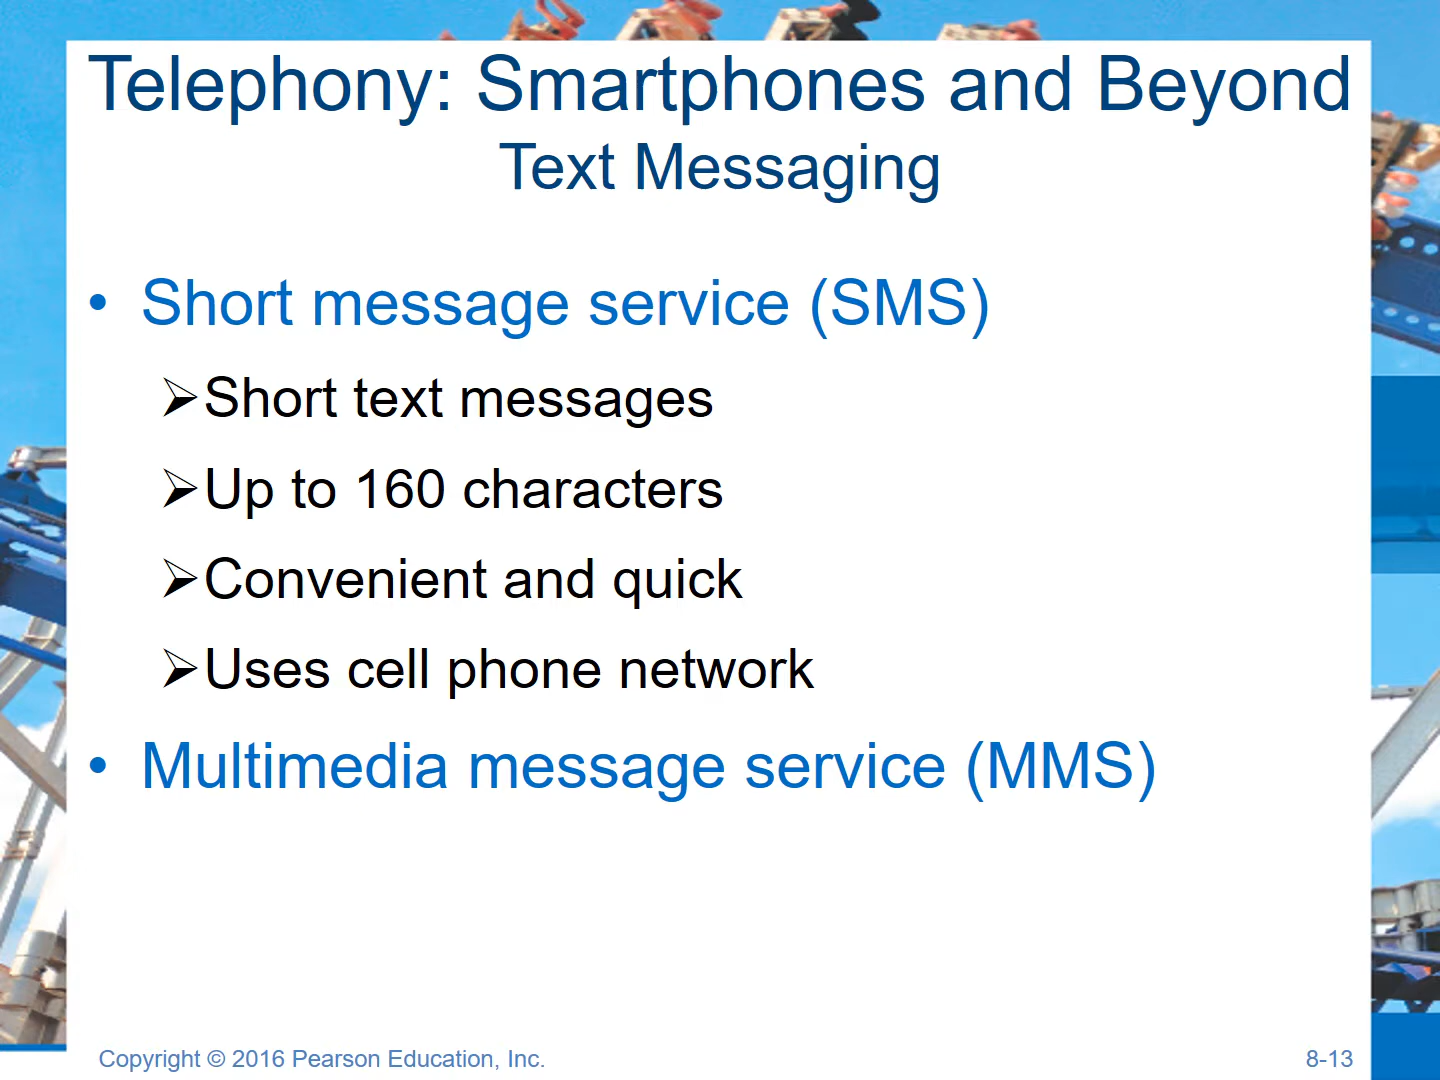 Telephony: Smartphones and Beyond
Text Messaging
• Short message service (SMS)
➢Short text messages
➢Up to 160 characters
➢Convenient and quick
➢Uses cell phone network
• Multimedia message service (MMS)
Copyright © 2016 Pearson Education, Inc.
8-13